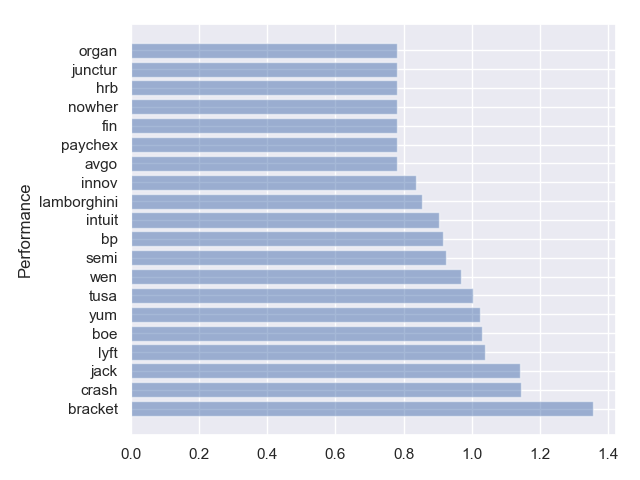 organ
junctur
hrb
nowher
fin
paychex
avgo
innov
lamborghini
intuit
bp
semi
wen
tusa
yum
boe
lyft
jack
crash
bracket
Performance
0.0 0.2 0.4 0.6 0.8 1.0 1.2 1.4